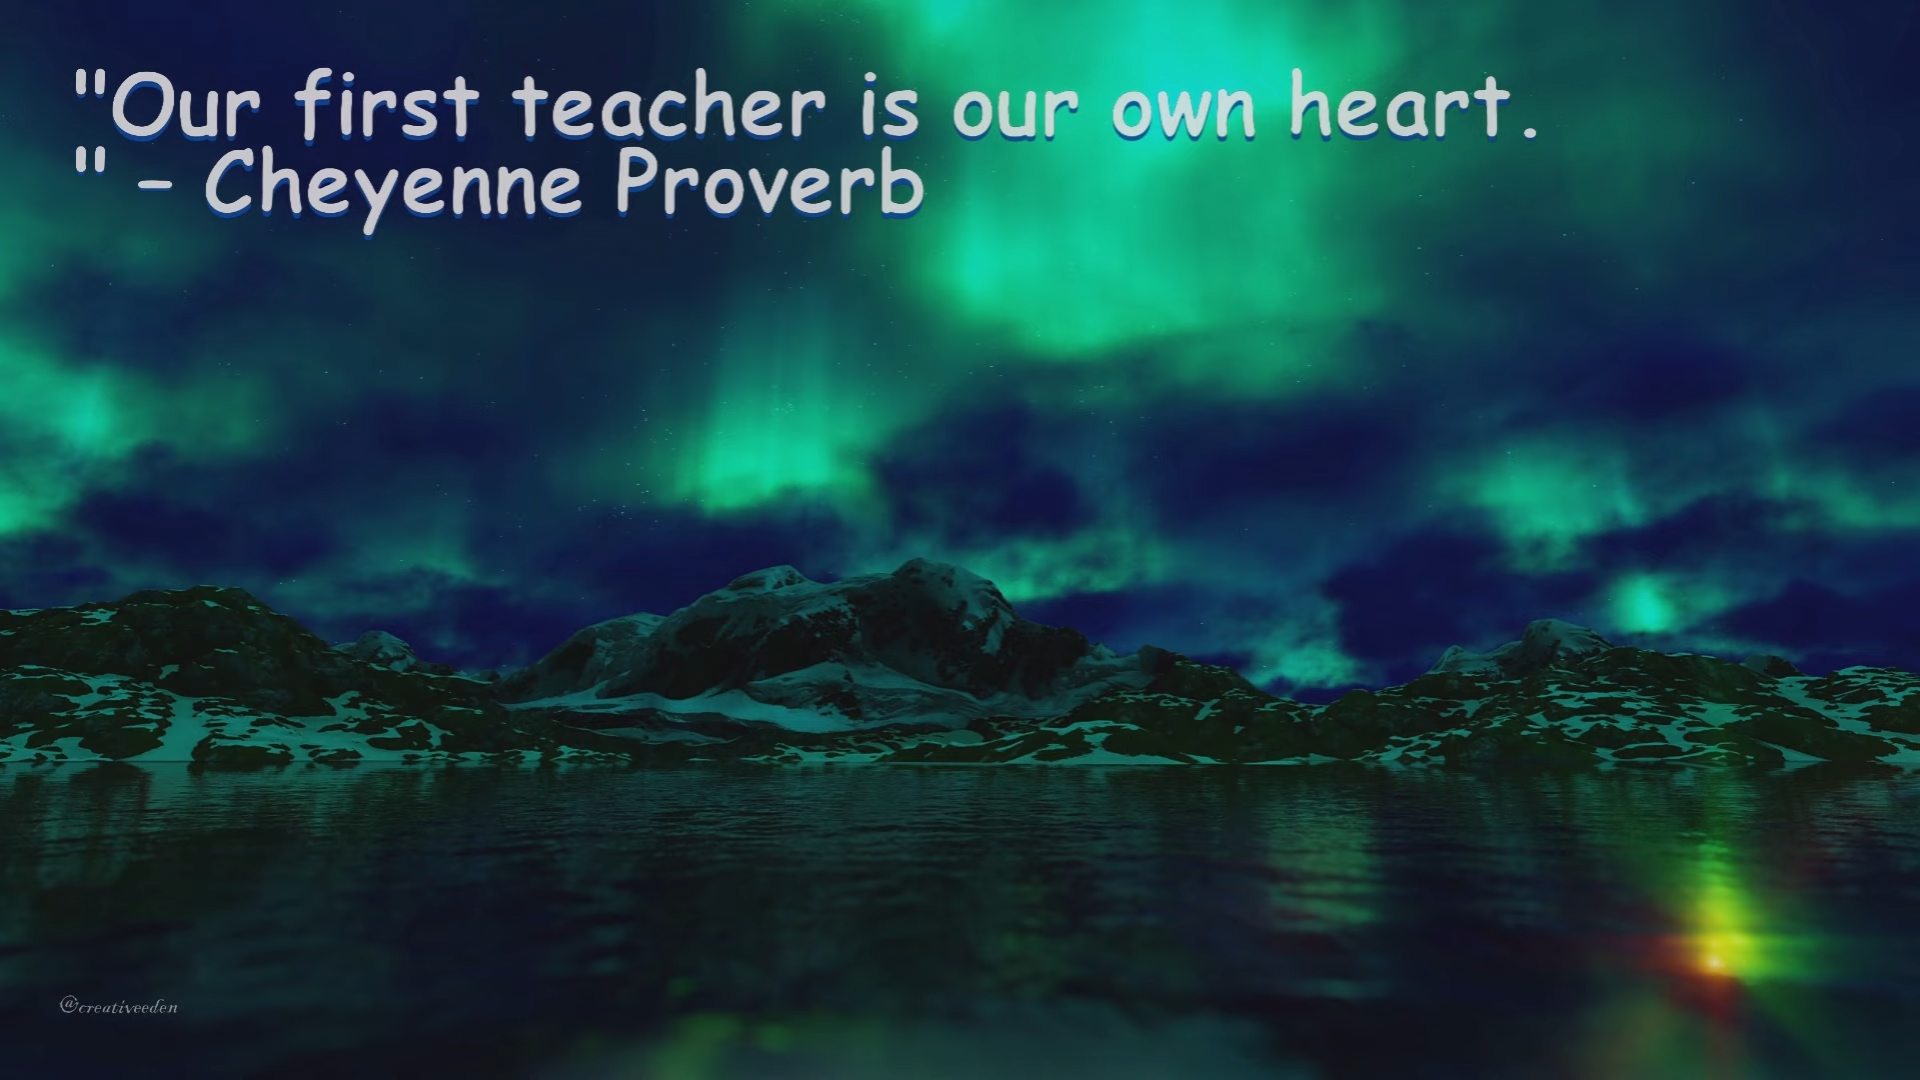 "Our first teacher is our own heart.
" – Cheyenne Proverb
@creativeeden